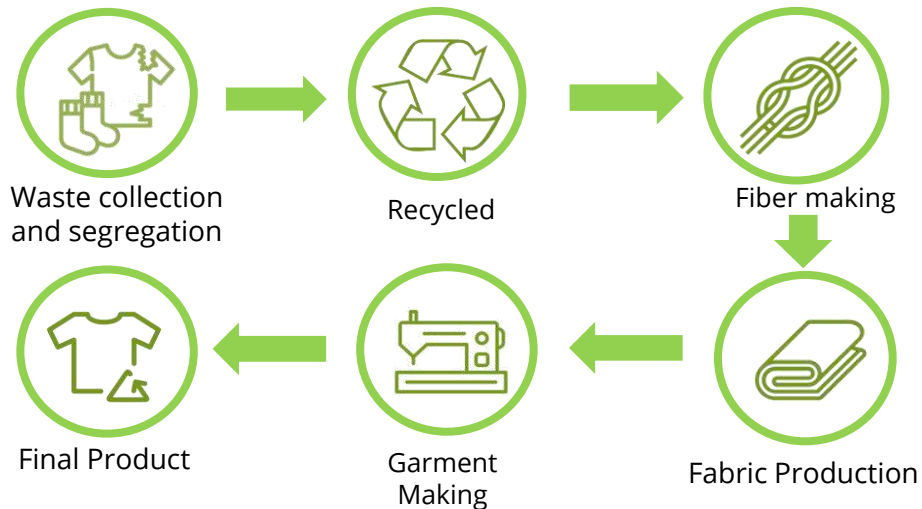 Waste collection
and segregation
Recycled
Fiber making
Fabric Production
Garment
Making
Final Product